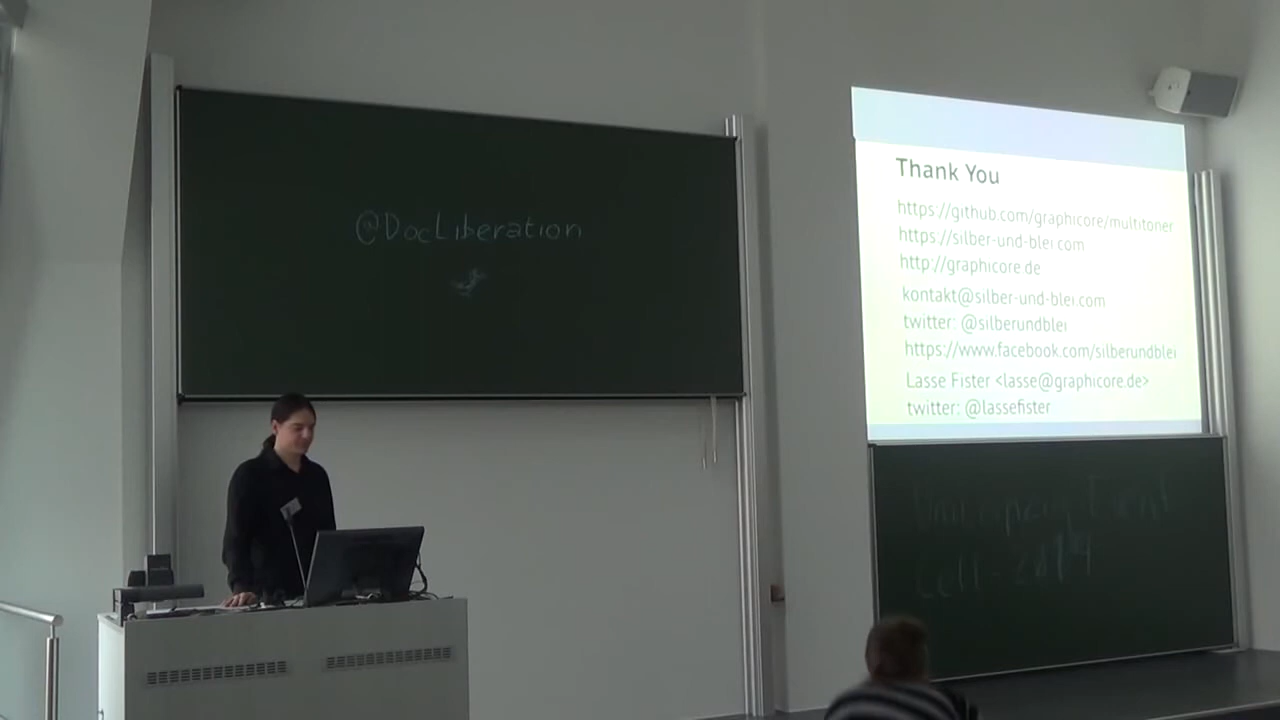 @DocLiberation
Thank You
https://github.com/graphicore/multitoner
https://silber-und-blei.com
http://graphicore.de
kontakt@silber-und-blei.com
twitter: @silberundblei
https://www.facebook.com/silberundblei
Lasse Fister <lasse@graphicore.de>
twitter: @lassefister